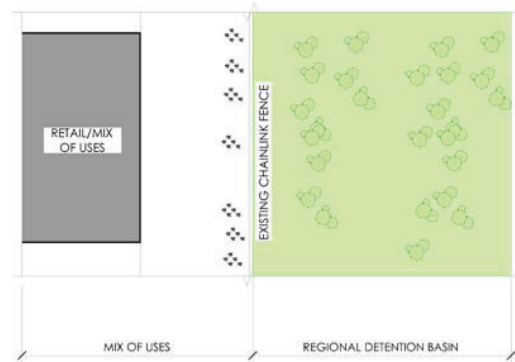 RETAIL/MIX
OF USES
EXISTING CHAINLINK FENCE
MIX OF USES
REGIONAL DETENTION BASIN